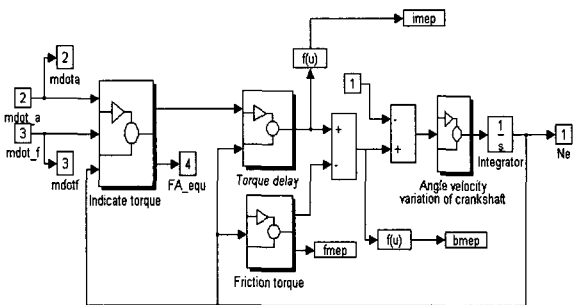 imep
f(u)
2
mdota
2
mdot_a
3
mdot_f
3
mdotf
Indicate torque
4
FA_equ
Torque delay
+
-
1
-
+
Angle velocity
variation of crankshaft
1
s
Integrator
1
Ne
Friction torque
fmep
f(u)
bmep